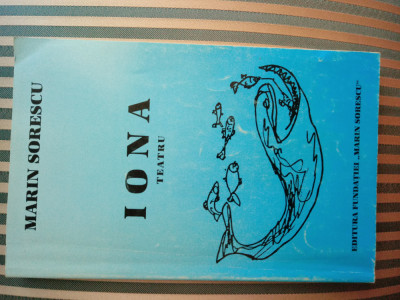 MARIN SORESCU
IONA
TEATRU
EDITURA FUNDAȚIEI „MARIN SORESCU”